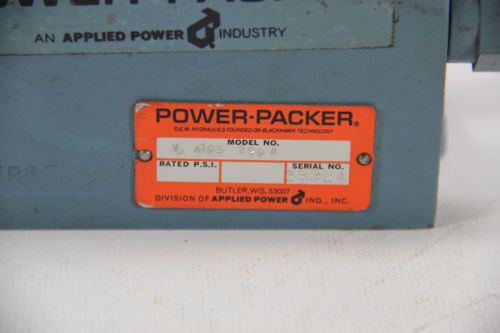 AN APPLIED POWER INDUSTRY
POWER-PACKER®
O.E.M. HYDRAULICS FOUNDED ON BLACKHAWK TECHNOLOGY
MODEL NO.
RATED P.S.I. SERIAL NO.
BUTLER, WIS. 53007
DIVISION OF APPLIED POWER IND., INC.